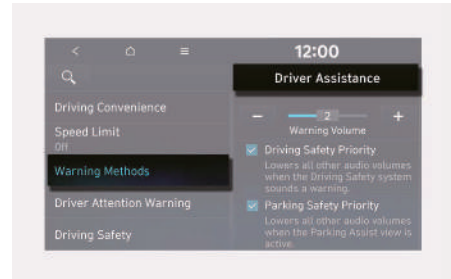 12:00
Driver Assistance
Driving Convenience
Speed Limit
Off
Warning Methods
Driver Attention Warning
Driving Safety
- 2 +
Warning Volume
Driving Safety Priority
Lowers all other audio volumes
when the Driving Safety system
sounds a warning.
Parking Safety Priority
Lowers all other audio volumes
when the Parking Assist view is
active.